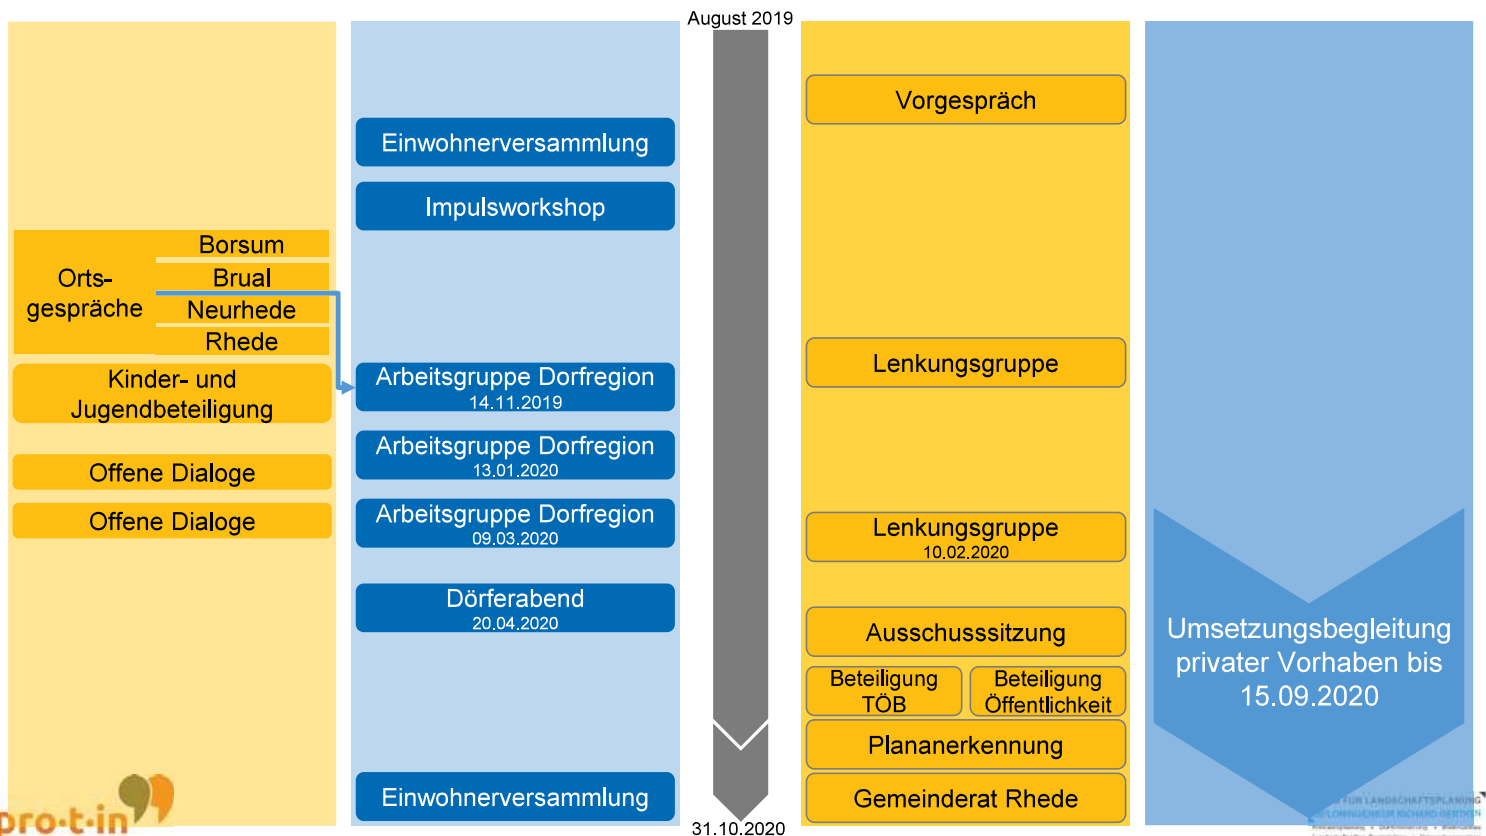 August 2019
Orts-
gespräche
Borsum
Brual
Neurhede
Rhede
Kinder- und
Jugendbeteiligung
Offene Dialoge
Offene Dialoge
pro-t-in
Einwohnerversammlung
Impulsworkshop
Arbeitsgruppe Dorfregion
14.11.2019
Arbeitsgruppe Dorfregion
13.01.2020
Arbeitsgruppe Dorfregion
09.03.2020
Dörferabend
20.04.2020
Einwohnerversammlung
31.10.2020
Vorgespräch
Lenkungsgruppe
Lenkungsgruppe
10.02.2020
Ausschusssitzung
Beteiligung
TÖB
Beteiligung
Öffentlichkeit
Plananerkennung
Gemeinderat Rhede
Umsetzungsbegleitung
privater Vorhaben bis
15.09.2020
FÜR LANDSCHAFTSPLANUNG